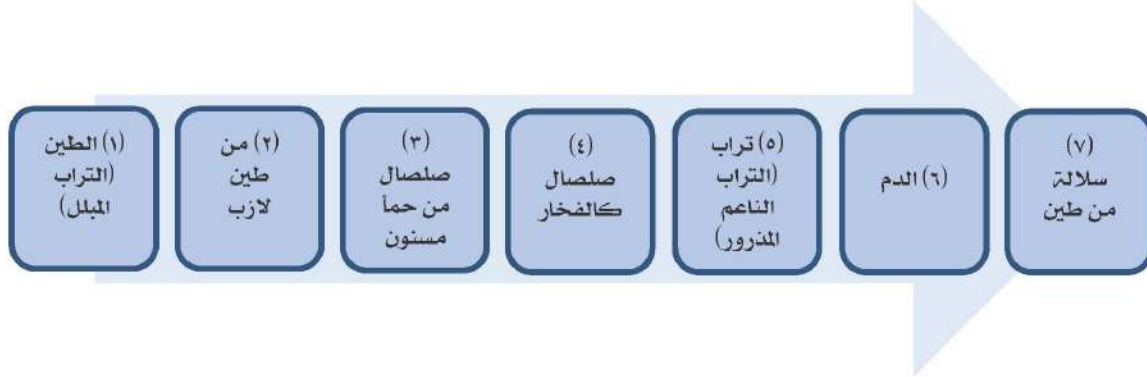 (١) الطين
(التراب
المبلل)
(٢) من
طين
لازب
(٣)
صلصال
من حمأ
مسنون
(٤)
صلصال
كالفخار
(٥) تراب
(التراب
الناعم
المذرور)
(٦) الدم
(٧)
سلالة
من طين